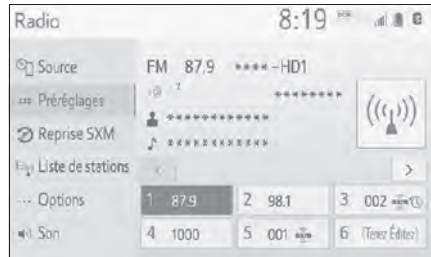 Radio 8:19
Source FM 87.9 ****-HD1
Préréglages ********
Reprise SXM ************
Liste de stations ************
Options 1 87.9 2 98.1 3 002
Son 4 1000 5 001 6 (Tenez Éditez)